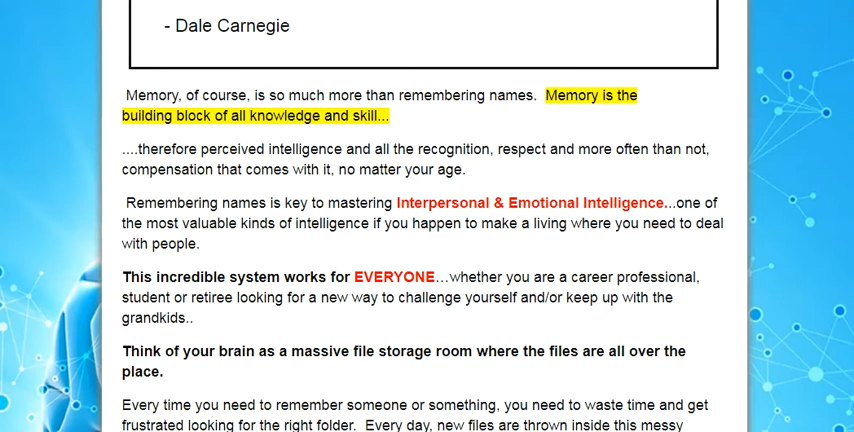 - Dale Carnegie
Memory, of course, is so much more than remembering names.  Memory is the
building block of all knowledge and skill...
....therefore perceived intelligence and all the recognition, respect and more often than not,
compensation that comes with it, no matter your age.
Remembering names is key to mastering Interpersonal & Emotional Intelligence...one of
the most valuable kinds of intelligence if you happen to make a living where you need to deal
with people.
This incredible system works for EVERYONE...whether you are a career professional,
student or retiree looking for a new way to challenge yourself and/or keep up with the
grandkids..
Think of your brain as a massive file storage room where the files are all over the
place.
Every time you need to remember someone or something, you need to waste time and get
frustrated looking for the right folder.  Every day, new files are thrown inside this messy